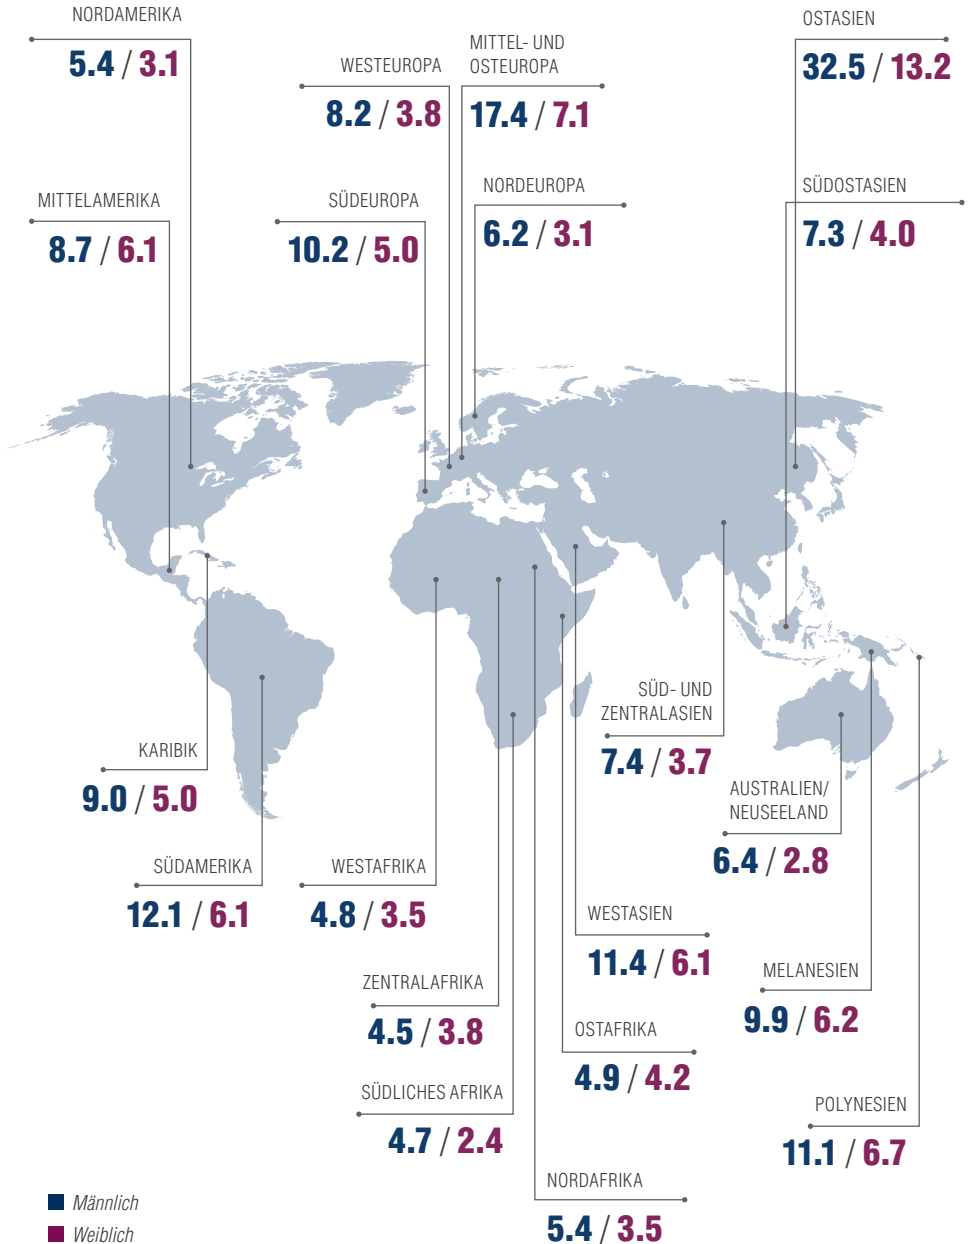 NORDAMERIKA
5.4 / 3.1
WESTEUROPA
8.2 / 3.8
MITTEL- UND
OSTEUROPA
17.4 / 7.1
OSTASIEN
32.5 / 13.2
MITTELAMERIKA
8.7 / 6.1
SÜDEUROPA
10.2 / 5.0
NORDEUROPA
6.2 / 3.1
SÜDOSTASIEN
7.3 / 4.0
KARIBIK
9.0 / 5.0
SÜD- UND
ZENTRALASIEN
7.4 / 3.7
AUSTRALIEN/
NEUSEELAND
6.4 / 2.8
SÜDAMERIKA
12.1 / 6.1
WESTAFRIKA
4.8 / 3.5
WESTASIEN
11.4 / 6.1
ZENTRALAFRIKA
4.5 / 3.8
MELANESIEN
9.9 / 6.2
OSTAFRIKA
4.9 / 4.2
SÜDLICHES AFRIKA
4.7 / 2.4
POLYNESIEN
11.1 / 6.7
NORDAFRIKA
5.4 / 3.5
Männlich
Weiblich